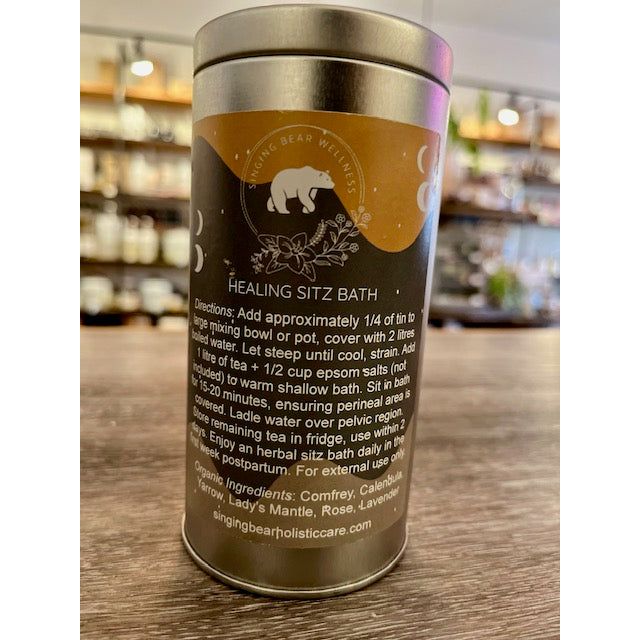 SINGING BEAR WELLNESS
HEALING SITZ BATH
Directions: Add approximately 1/4 of tin to
large mixing bowl or pot, cover with 2 litres
boiled water. Let steep until cool, strain. Add
1 litre of tea + 1/2 cup epsom salts (not
included) to warm shallow bath. Sit in bath
for 15-20 minutes, ensuring perineal area is
covered. Ladle water over pelvic region.
Store remaining tea in fridge, use within 2
days. Enjoy an herbal sitz bath daily in the
first week postpartum. For external use only.
Organic Ingredients: Comfrey, Calendula,
Yarrow, Lady's Mantle, Rose, Lavender
singingbearholisticcare.com